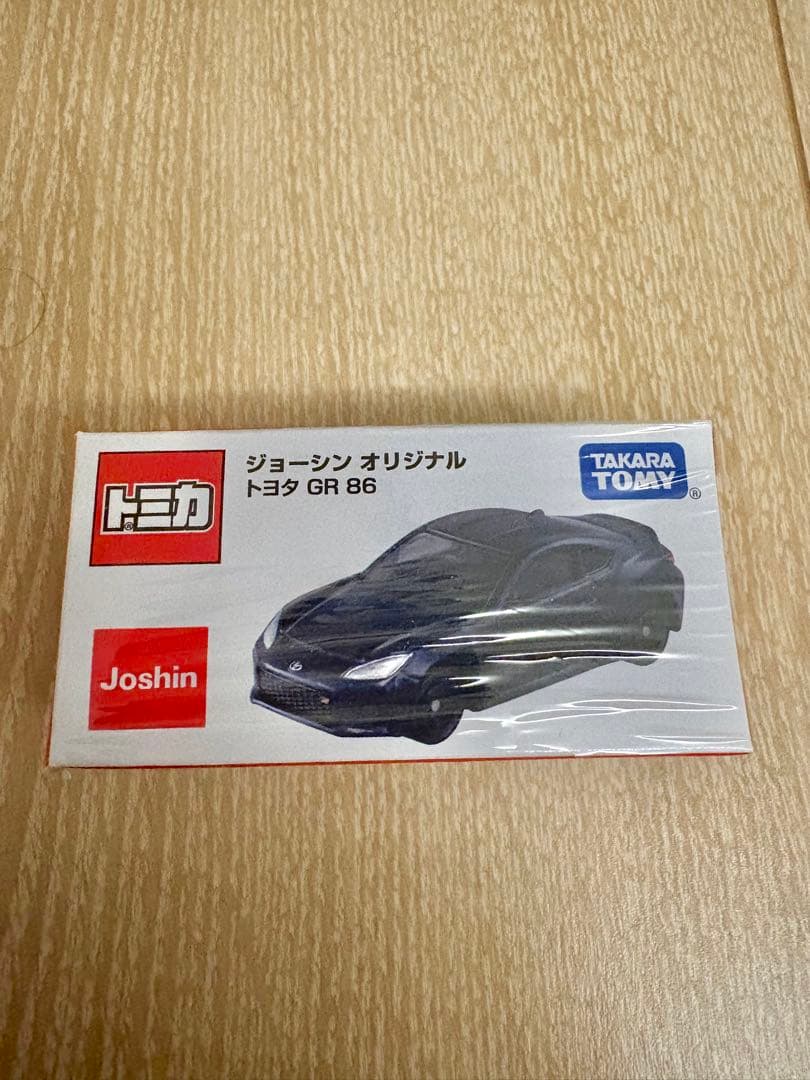 トミカ
®
ジョーシン オリジナル
トヨタ GR 86
TAKARA
TOMY
®
Joshin